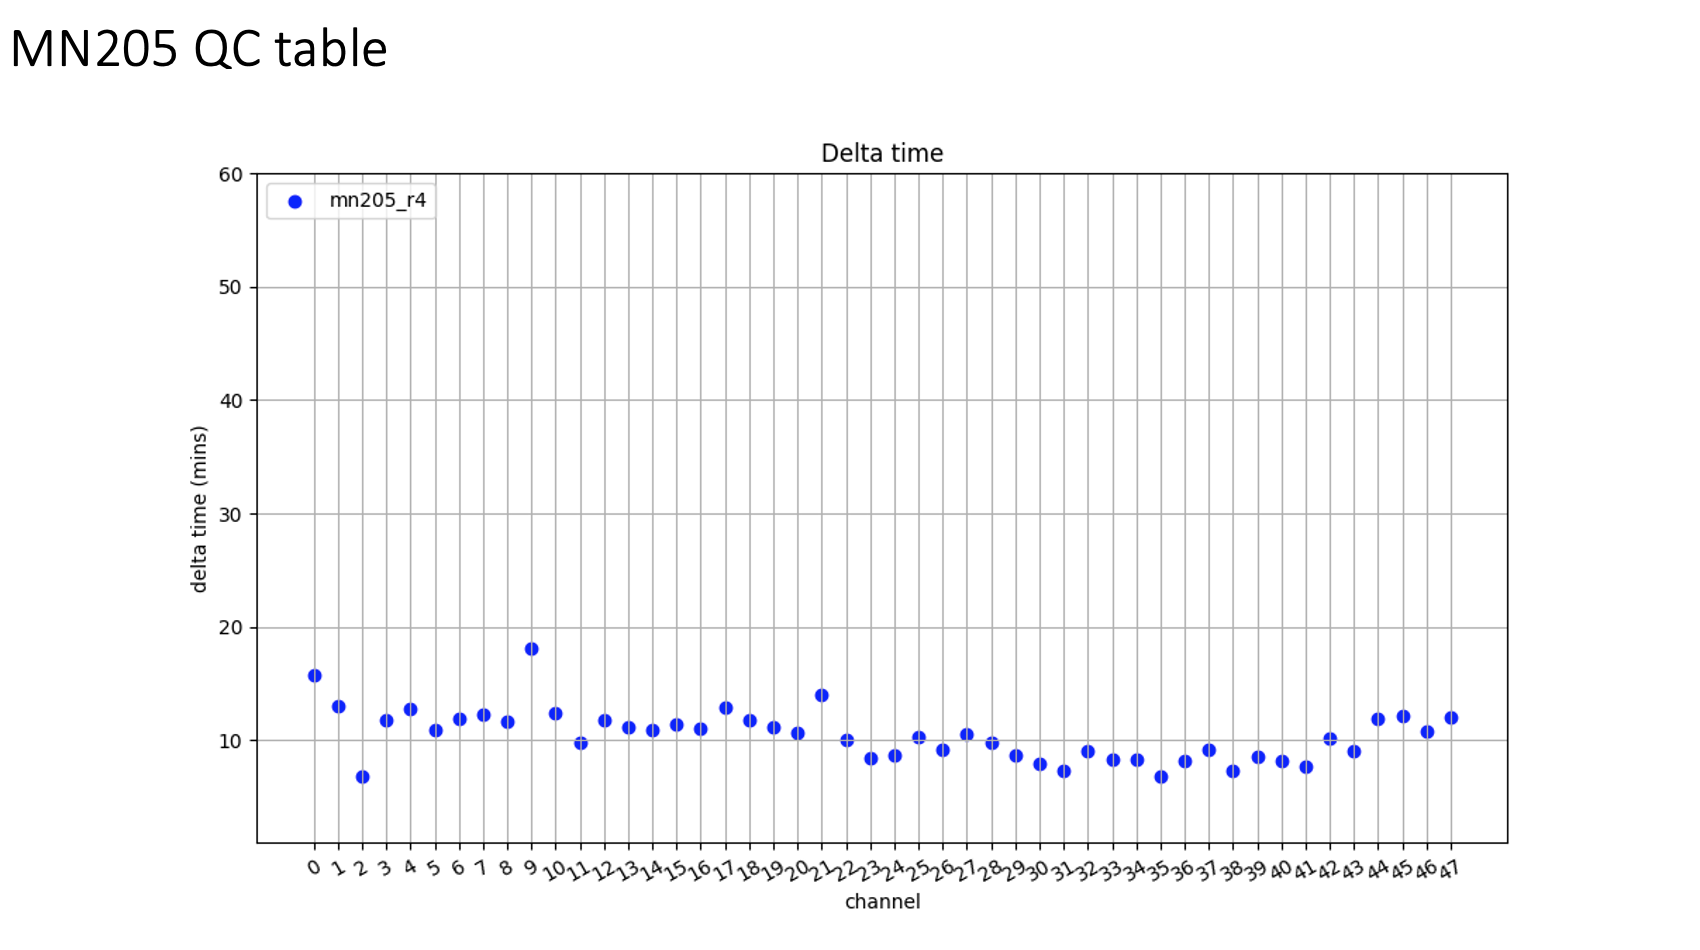 MN205 QC table
Delta time
mn205_r4
60
50
40
30
20
10
delta time (mins)
0 1 2 3 4 5 6 7 8 9 10 11 12 13 14 15 16 17 18 19 20 21 22 23 24 25 26 27 28 29 30 31 32 33 34 35 36 37 38 39 40 41 42 43 44 45 46 47
channel